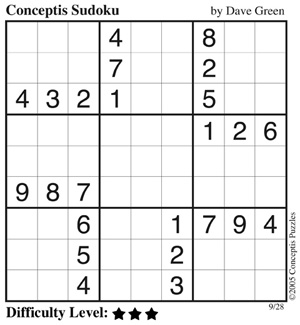 Conceptis Sudoku by Dave Green
4 8
7 2
4 3 2 1 5
1 2 6
9 8 7
6 1 7 9 4
5 2
4 3
9/28
Difficulty Level: ★★★
©2005 Conceptis Puzzles